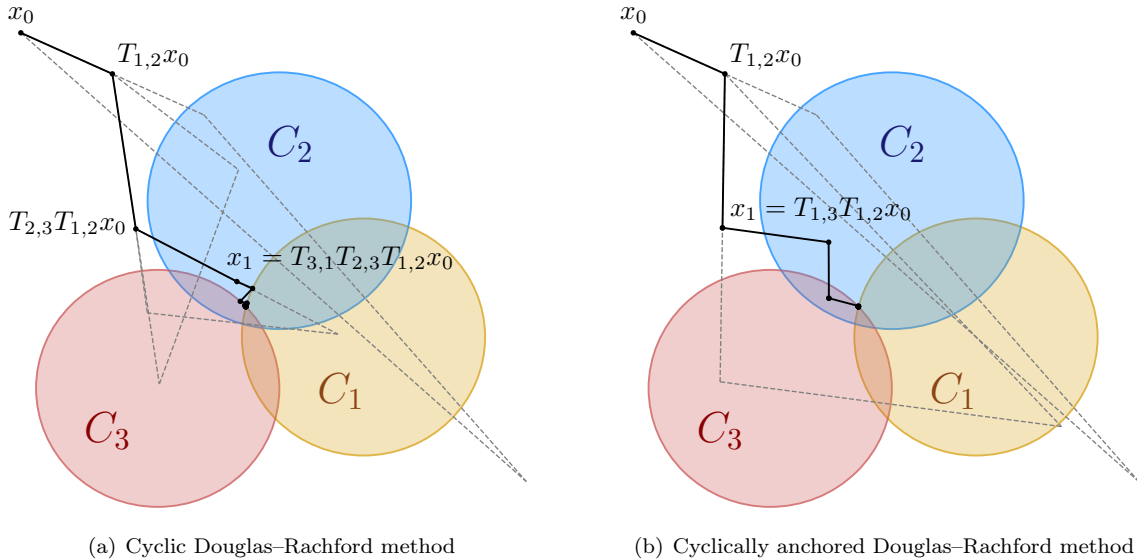 x₀
T₁,₂x₀
C₂
T₂,₃T₁,₂x₀
x₁ = T₃,₁T₂,₃T₁,₂x₀
C₁
C₃
(a) Cyclic Douglas–Rachford method
x₀
T₁,₂x₀
C₂
x₁ = T₁,₃T₁,₂x₀
C₁
C₃
(b) Cyclically anchored Douglas–Rachford method